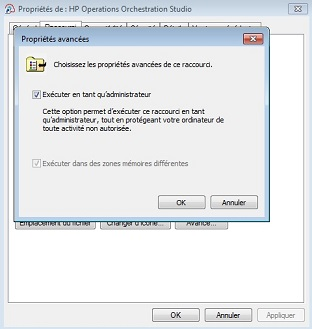 Propriétés de : HP Operations Orchestration Studio
Propriétés avancées
Choisissez les propriétés avancées de ce raccourci.
Exécuter en tant qu'administrateur
Cette option permet d'exécuter ce raccourci en tant
qu'administrateur, tout en protégeant votre ordinateur de
toute activité non autorisée.
Exécuter dans des zones mémoires différentes
OK Annuler
Emplacement du fichier Changer d'icône... Avancé...
OK Annuler Appliquer